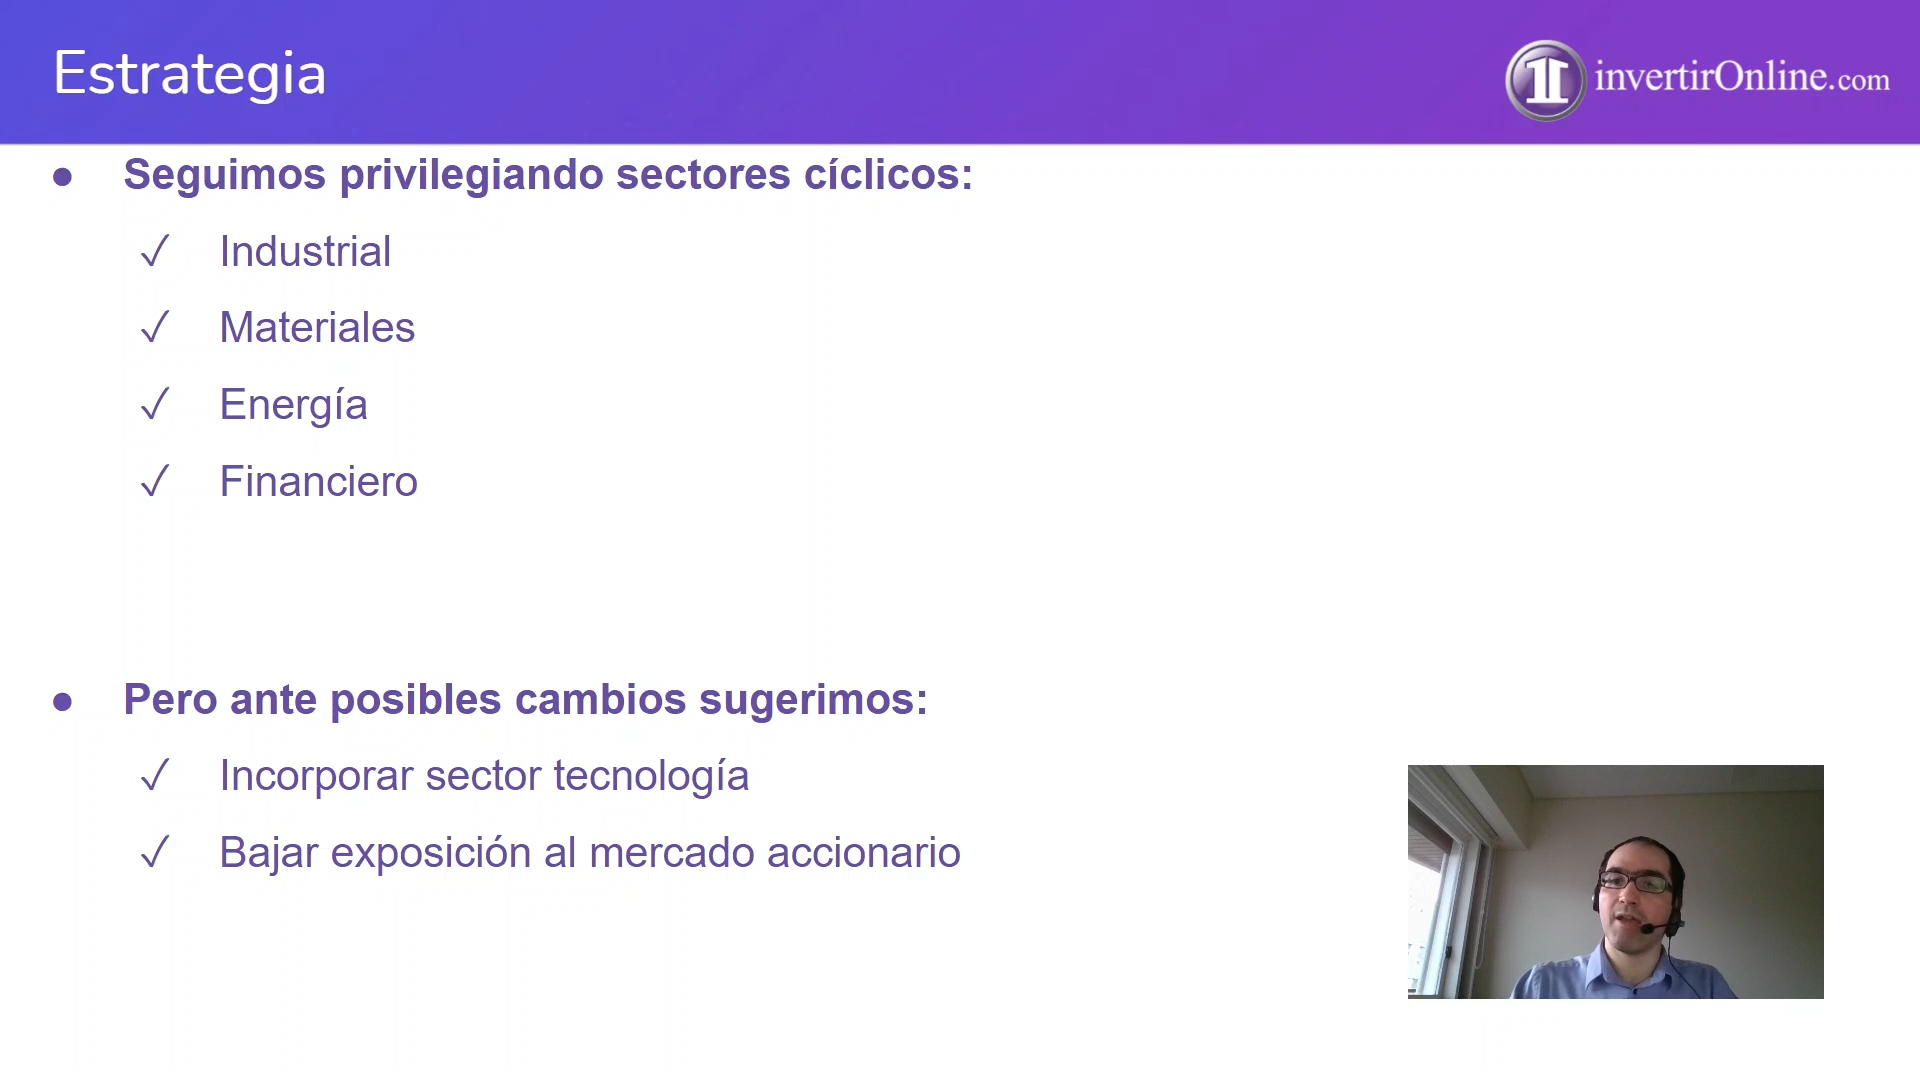 Estrategia
invertirOnline.com
● Seguimos privilegiando sectores cíclicos:
✓ Industrial
✓ Materiales
✓ Energía
✓ Financiero
● Pero ante posibles cambios sugerimos:
✓ Incorporar sector tecnología
✓ Bajar exposición al mercado accionario